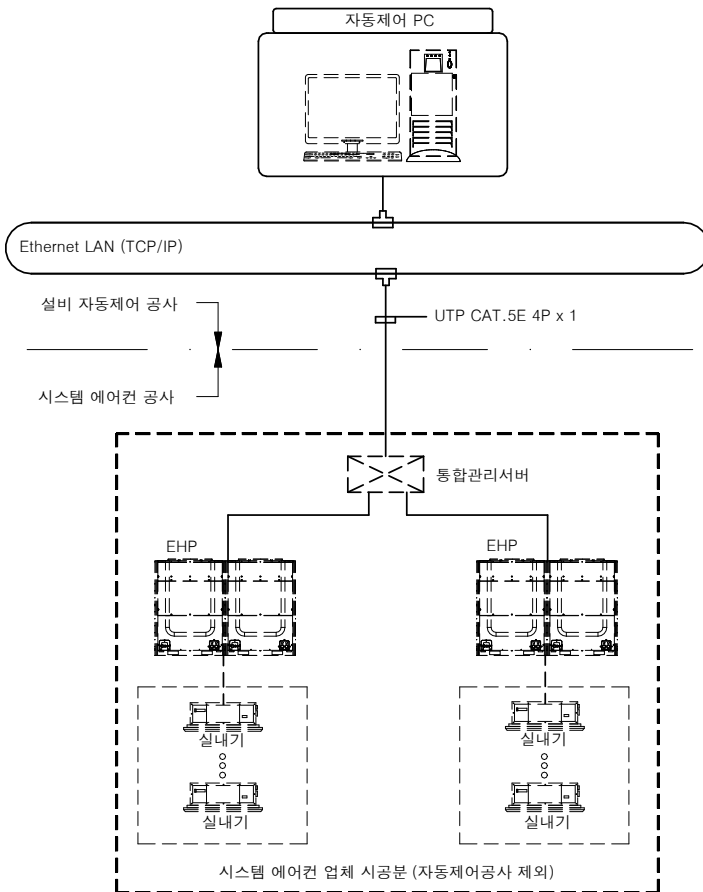 자동제어 PC
Ethernet LAN (TCP/IP)
설비 자동제어 공사
UTP CAT.5E 4P x 1
시스템 에어컨 공사
통합관리서버
EHP
EHP
실내기
실내기
실내기
실내기
시스템 에어컨 업체 시공분 (자동제어공사 제외)